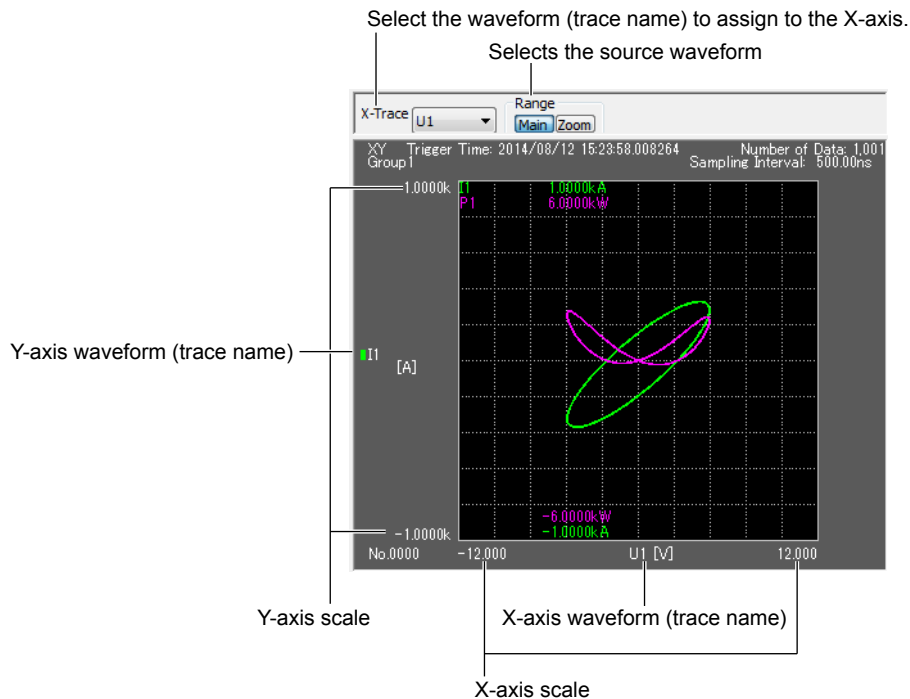 Select the waveform (trace name) to assign to the X-axis.
Selects the source waveform
X-Trace U1 Range
Main Zoom
XY Trigger Time: 2014/08/12 15:23:58.008264 Number of Data: 1,001
Group1 Sampling Interval: 500.00ns
1.0000k I1 1.0000kA
P1 6.0000kW
Y-axis waveform (trace name) I1
[A]
-6.0000kW
-1.0000k -1.0000kA
No.0000 -12.000 U1 [V] 12.000
Y-axis scale X-axis waveform (trace name)
X-axis scale